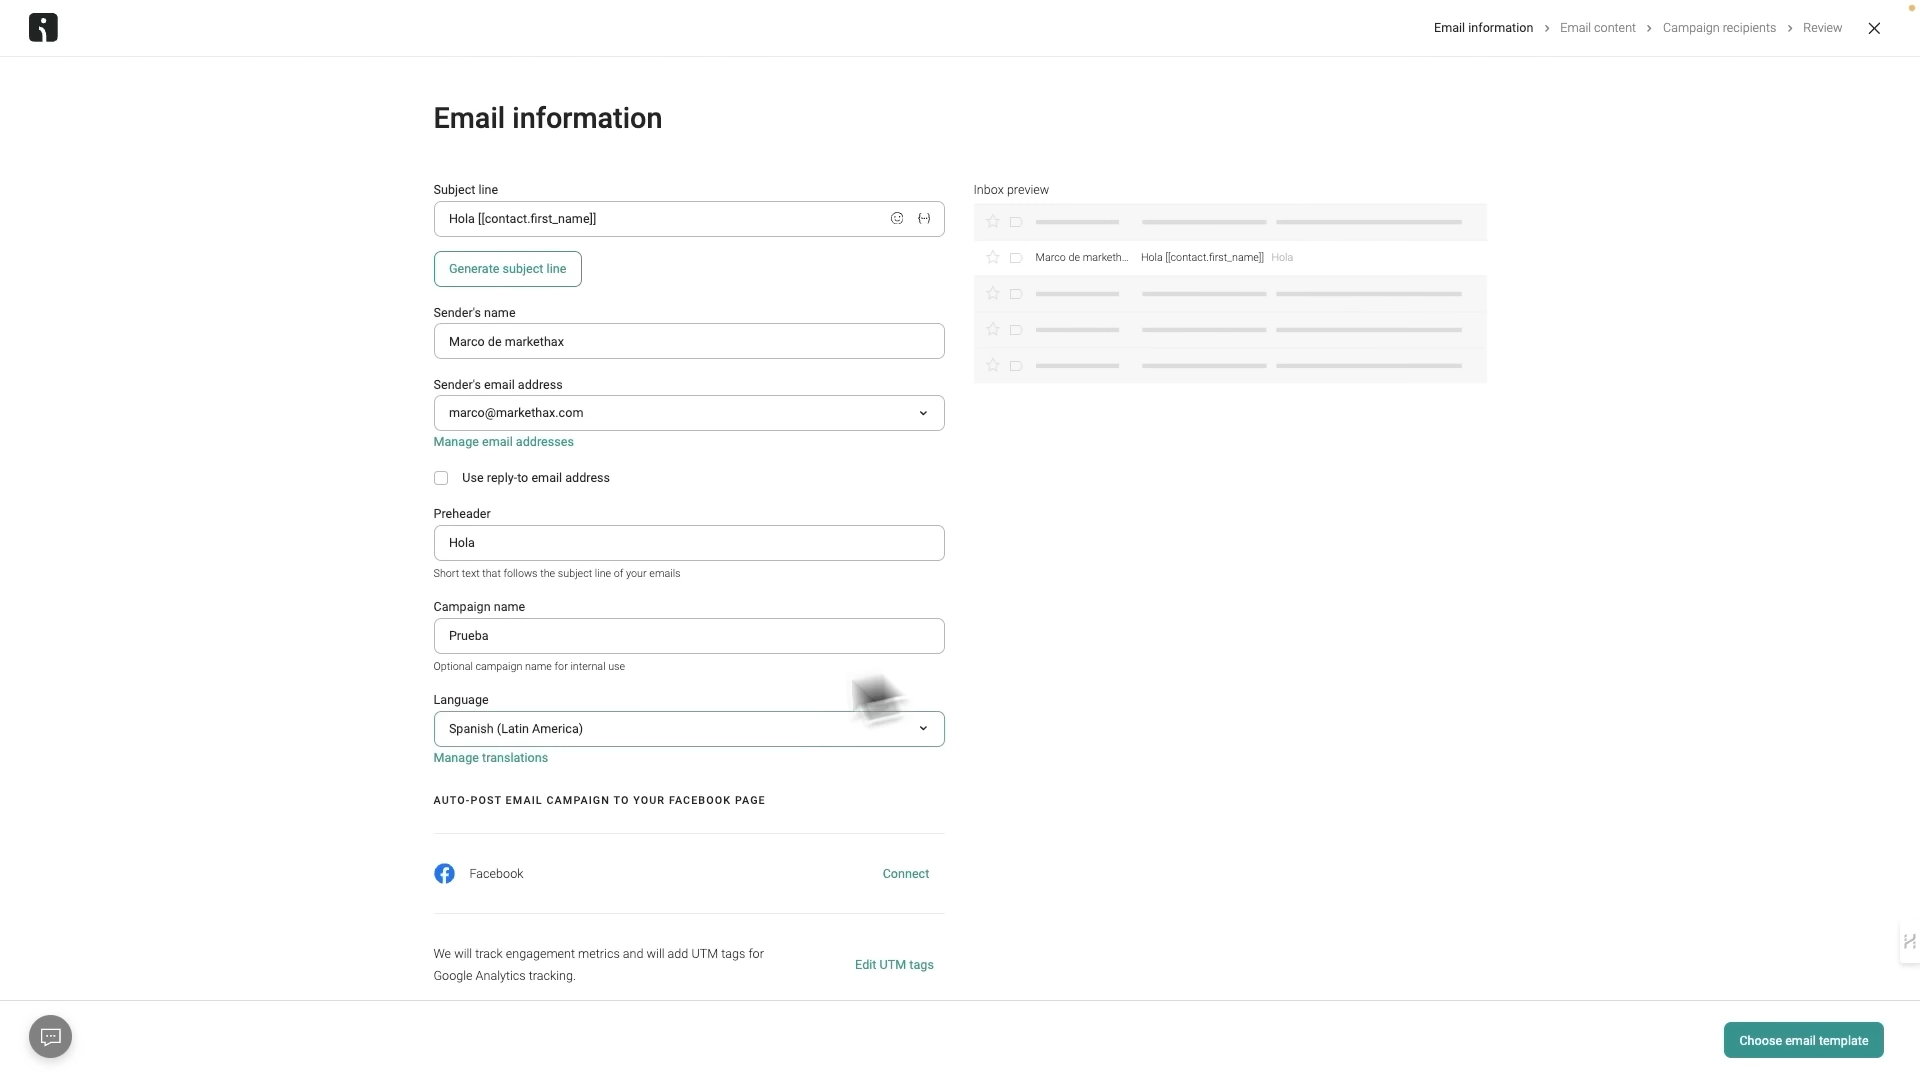 Email information > Email content > Campaign recipients > Review
Email information
Subject line
Hola [[contact.first_name]]
Generate subject line
Sender's name
Marco de markethax
Sender's email address
marco@markethax.com
Manage email addresses
Use reply-to email address
Preheader
Hola
Short text that follows the subject line of your emails
Campaign name
Prueba
Optional campaign name for internal use
Language
Spanish (Latin America)
Manage translations
AUTO-POST EMAIL CAMPAIGN TO YOUR FACEBOOK PAGE
Facebook Connect
We will track engagement metrics and will add UTM tags for
Google Analytics tracking.
Edit UTM tags
Inbox preview
Marco de marketh... Hola [[contact.first_name]] Hola
Choose email template